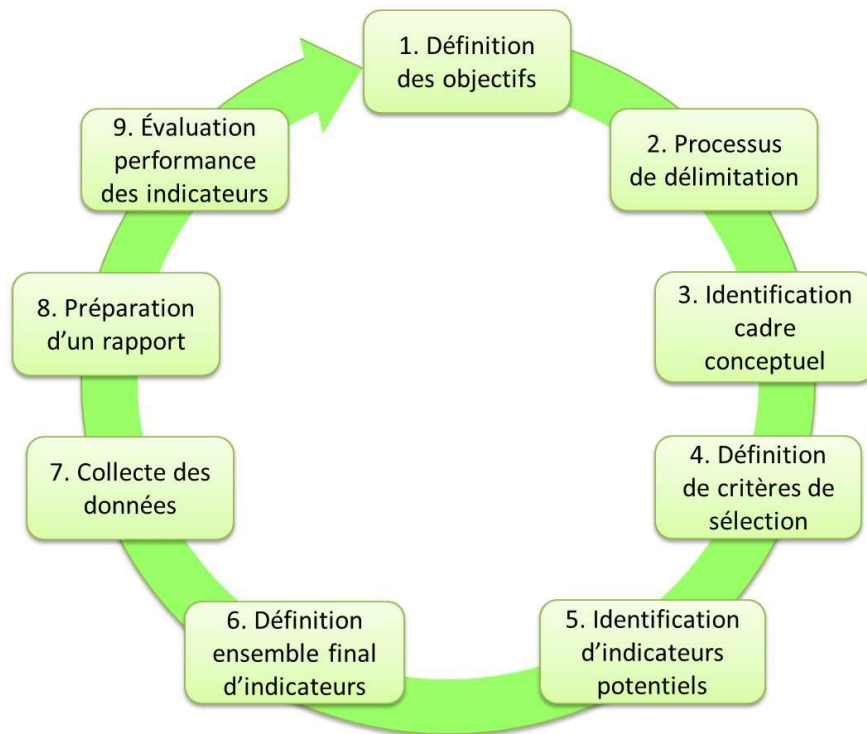 1. Définition
des objectifs
2. Processus
de délimitation
3. Identification
cadre
conceptuel
4. Définition
de critères de
sélection
5. Identification
d’indicateurs
potentiels
6. Définition
ensemble final
d’indicateurs
7. Collecte des
données
8. Préparation
d’un rapport
9. Évaluation
performance
des indicateurs